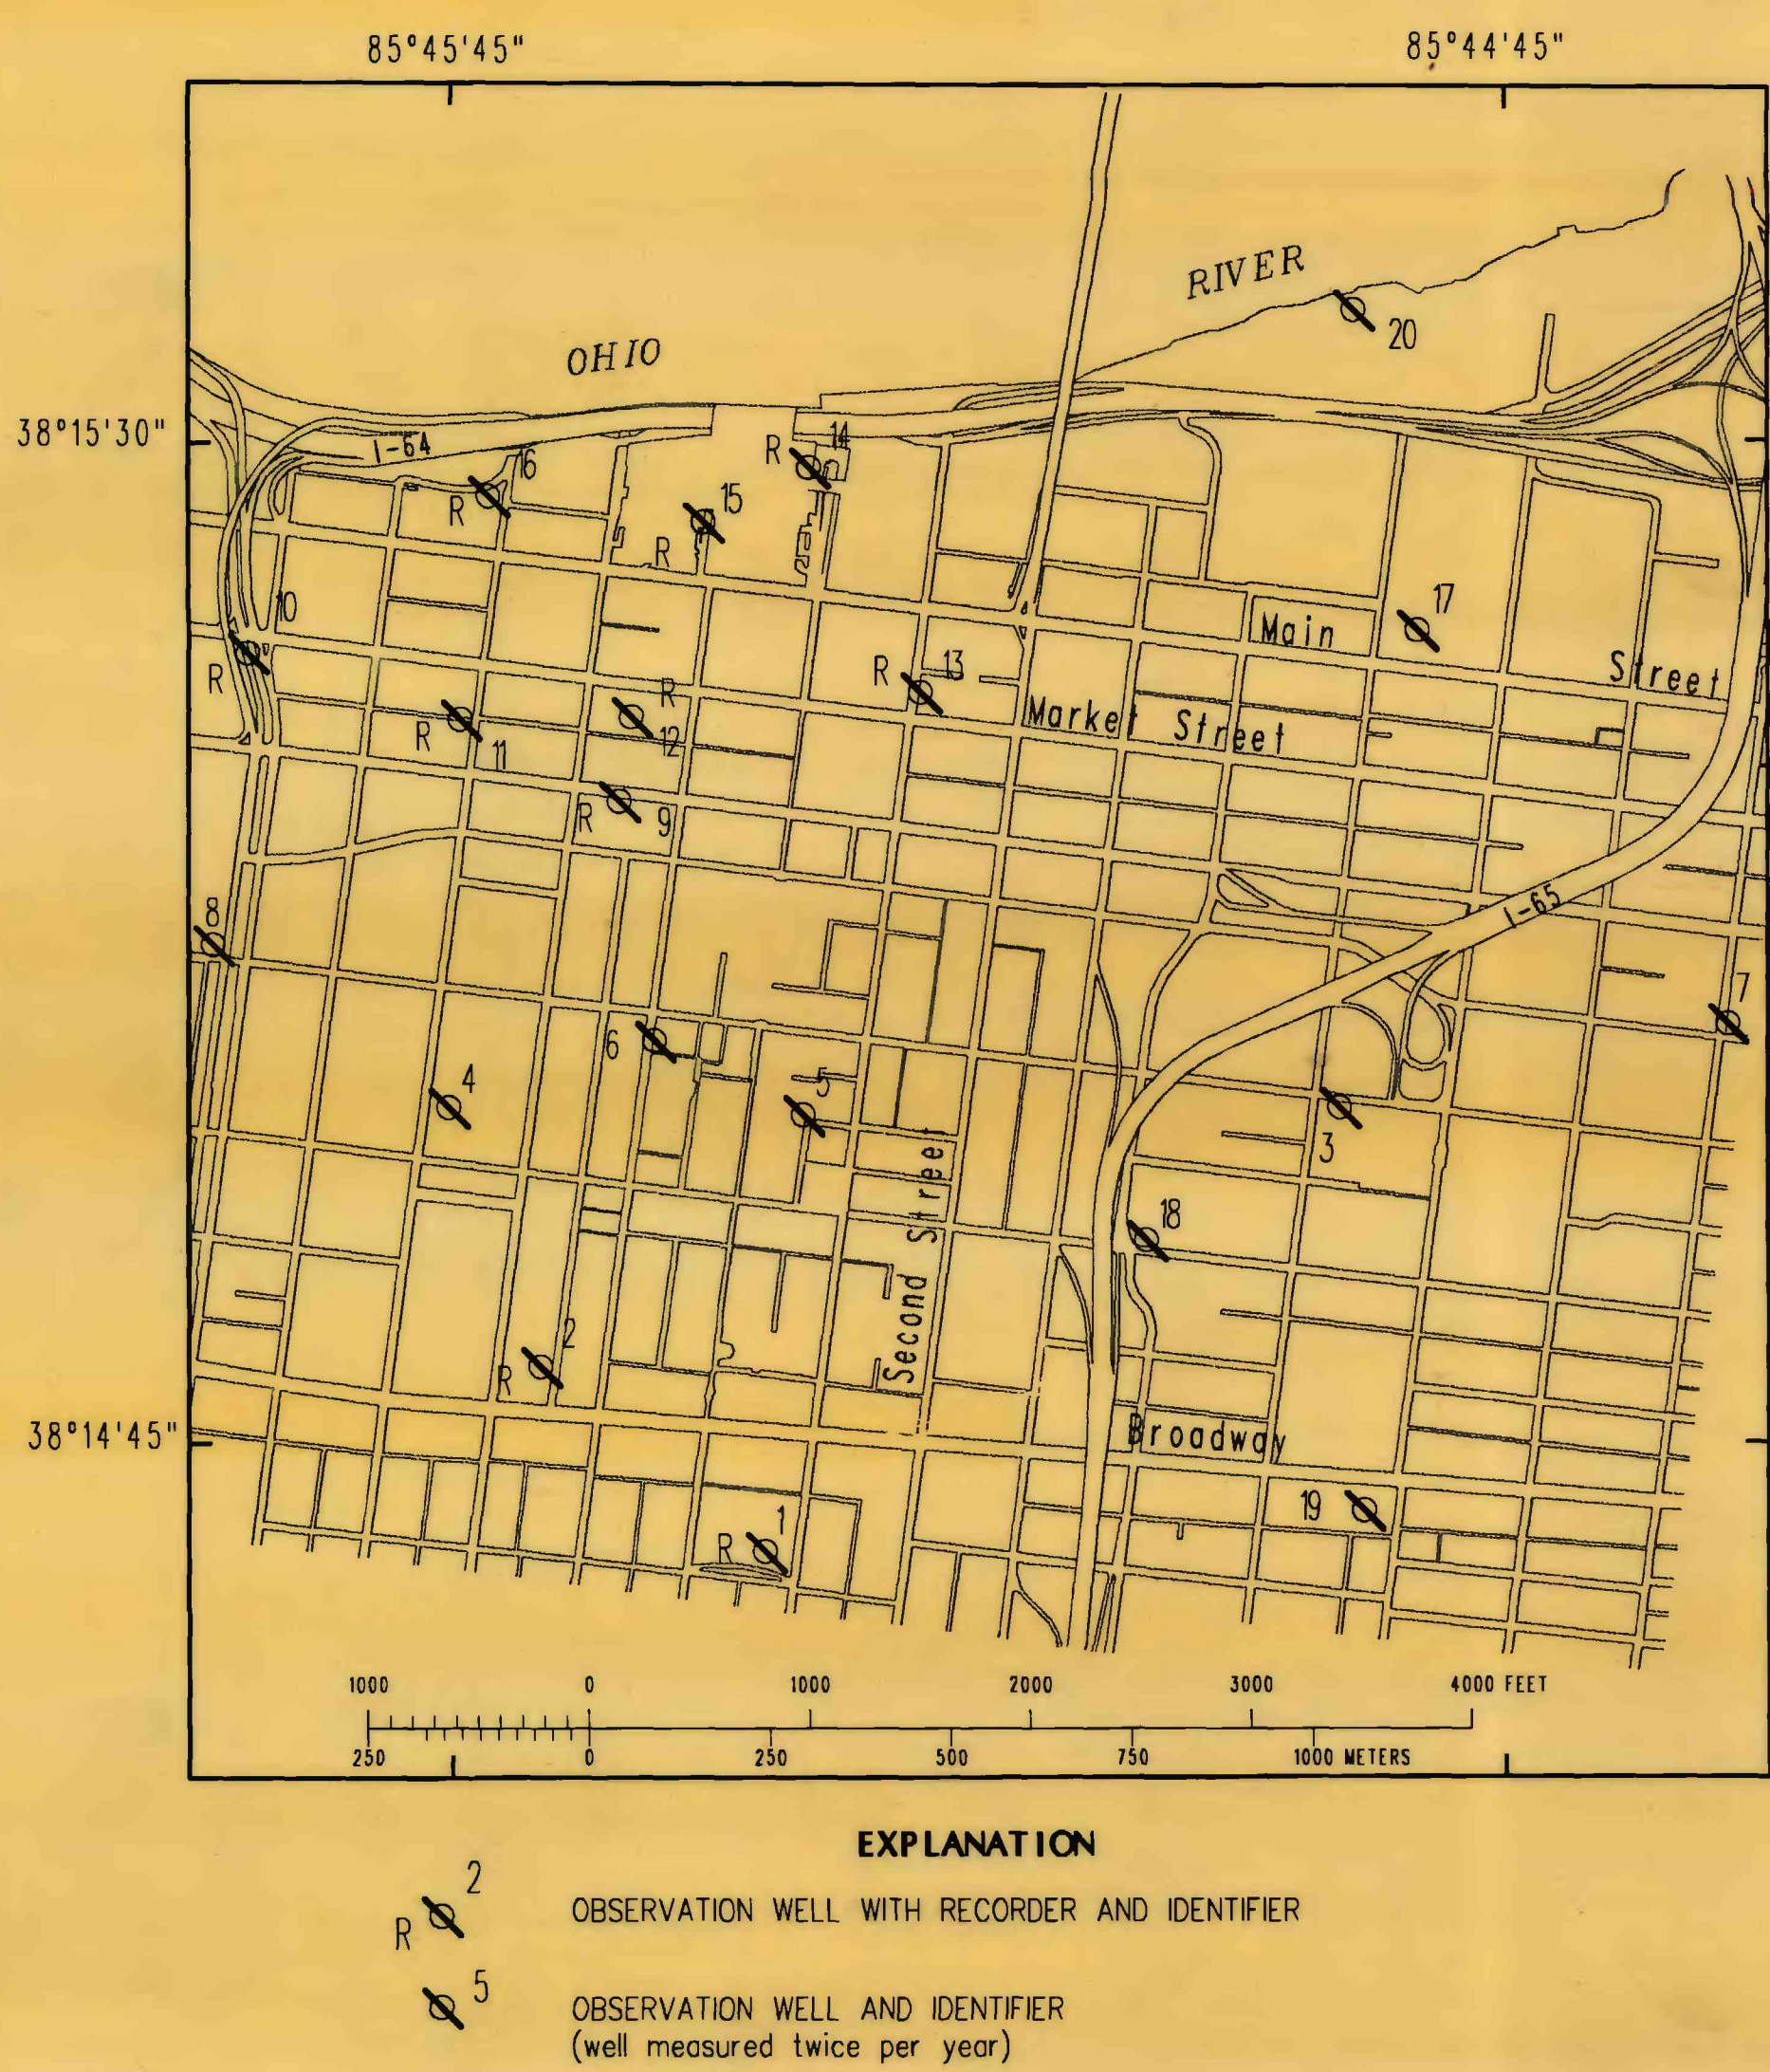 85°45'45" 85°44'45"
RIVER
20
OHIO
38°15'30"
I-64
R 14
16
R
15
R
10
17
Main
Street
R 13
R
R
R 12
11
Market Street
R 9
8
I-65
7
6
4
5
3
Second Street
18
2
R
38°14'45"
Broadway
19
R 1
1000 0 1000 2000 3000 4000 FEET
250 0 250 500 750 1000 METERS
EXPLANATION
R 2 OBSERVATION WELL WITH RECORDER AND IDENTIFIER
5 OBSERVATION WELL AND IDENTIFIER
(well measured twice per year)